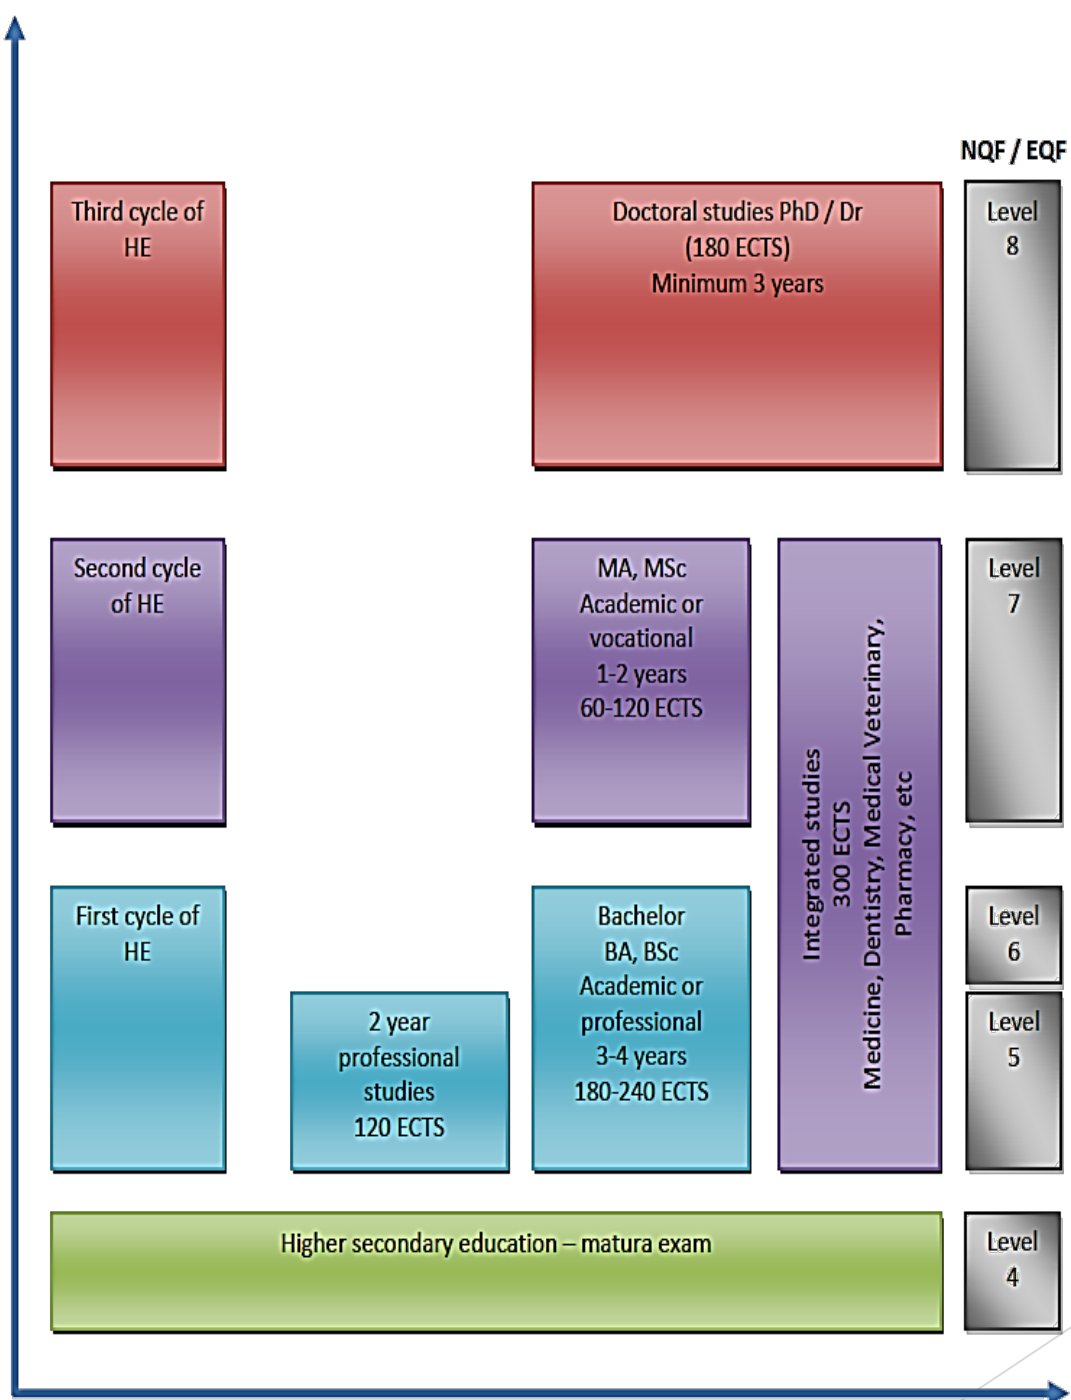 NQF / EQF
Third cycle of
HE
Doctoral studies PhD / Dr
(180 ECTS)
Minimum 3 years
Level
8
Second cycle
of HE
MA, MSc
Academic or
vocational
1-2 years
60-120 ECTS
Integrated studies
300 ECTS
Medicine, Dentistry, Medical Veterinary,
Pharmacy, etc
Level
7
First cycle of
HE
2 year
professional
studies
120 ECTS
Bachelor
BA, BSc
Academic or
professional
3-4 years
180-240 ECTS
Level
6
Level
5
Higher secondary education – matura exam
Level
4